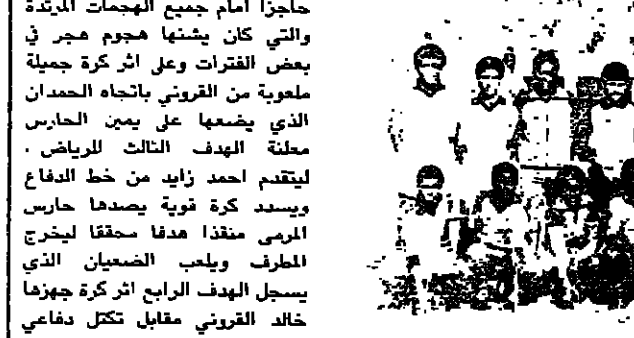 حاجزا امام جميع الهجمات المرتدة
والتي كان يشنها هجوم هجر في
بعض الفترات وعلى اثر كرة جميلة
ملعوبة من القروني باتجاه الحمدان
الذي يضعها على يمين الحارس
معلنة الهدف الثالث للرياض .
ليتقدم احمد زايد من خط الدفاع
ويسدد كرة قوية يصدها حارس
المرمى منقذا هدفا محققا ليخرج
المطرف ويلعب الضعيان الذي
يسجل الهدف الرابع اثر كرة جهزها
خالد القروني مقابل تكتل دفاعي